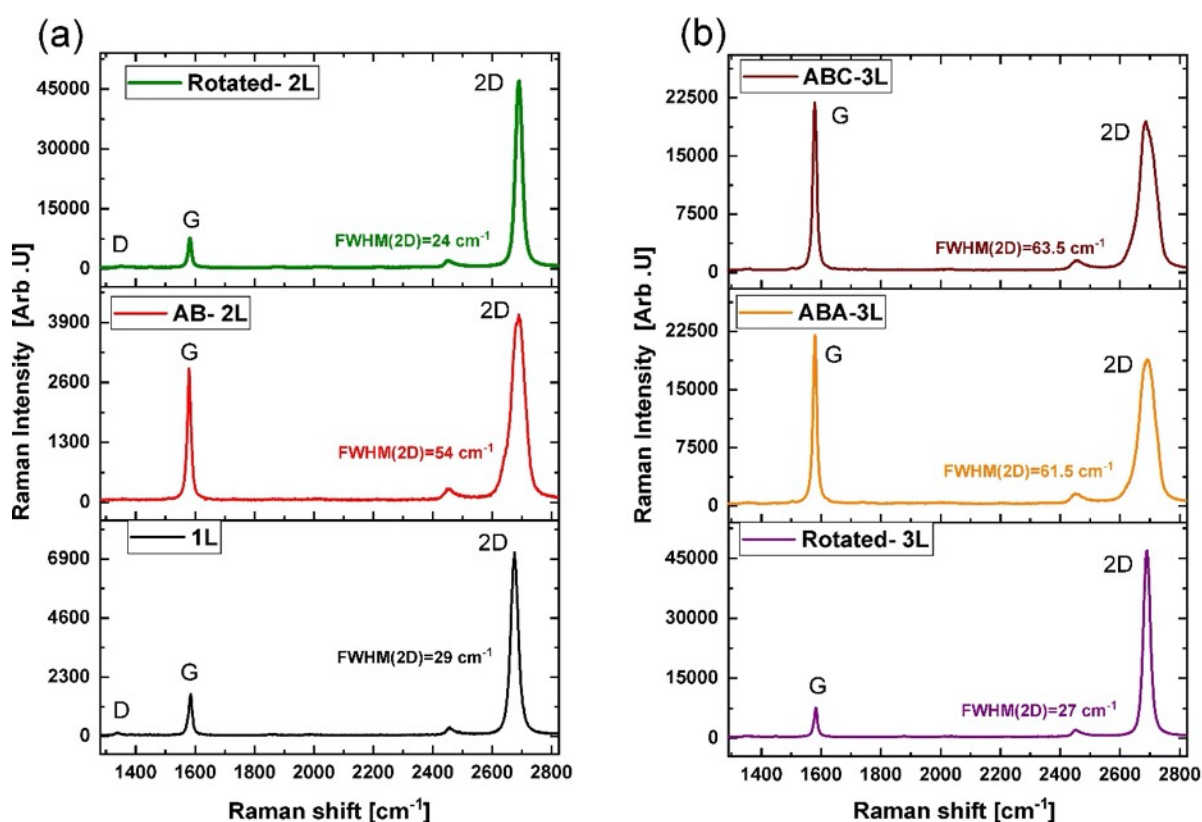 (a)
Raman Intensity [Arb .U]
Rotated- 2L
45000
30000
15000
0
D
G
2D
FWHM(2D)=24 cm-1
AB- 2L
3900
2600
1300
0
G
2D
FWHM(2D)=54 cm-1
1L
6900
4600
2300
0
D
G
2D
FWHM(2D)=29 cm-1
1400 1600 1800 2000 2200 2400 2600 2800
Raman shift [cm-1]
(b)
Raman Intensity [Arb .U]
ABC-3L
22500
15000
7500
0
G
2D
FWHM(2D)=63.5 cm-1
ABA-3L
22500
15000
7500
0
G
2D
FWHM(2D)=61.5 cm-1
Rotated- 3L
45000
30000
15000
0
G
2D
FWHM(2D)=27 cm-1
1400 1600 1800 2000 2200 2400 2600 2800
Raman shift [cm-1]